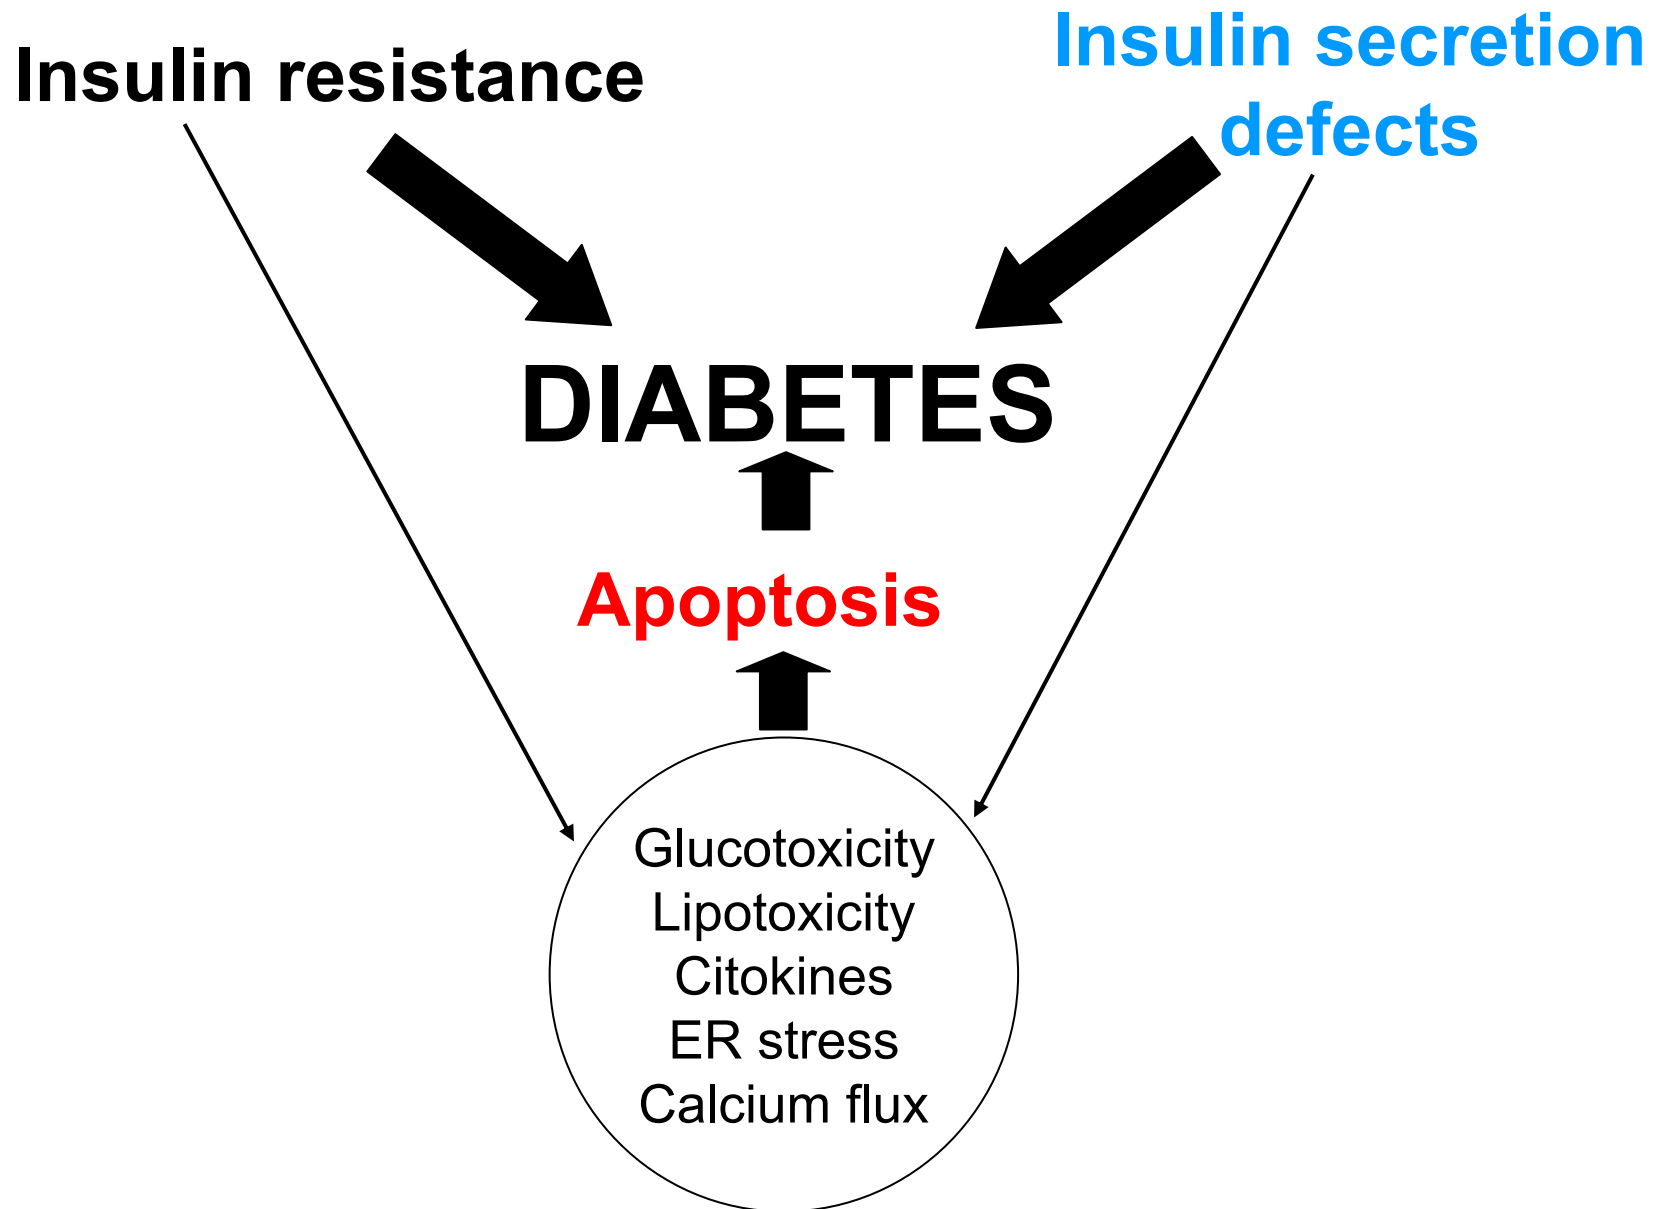 Insulin resistance
Insulin secretion
defects
DIABETES
Apoptosis
Glucotoxicity
Lipotoxicity
Citokines
ER stress
Calcium flux